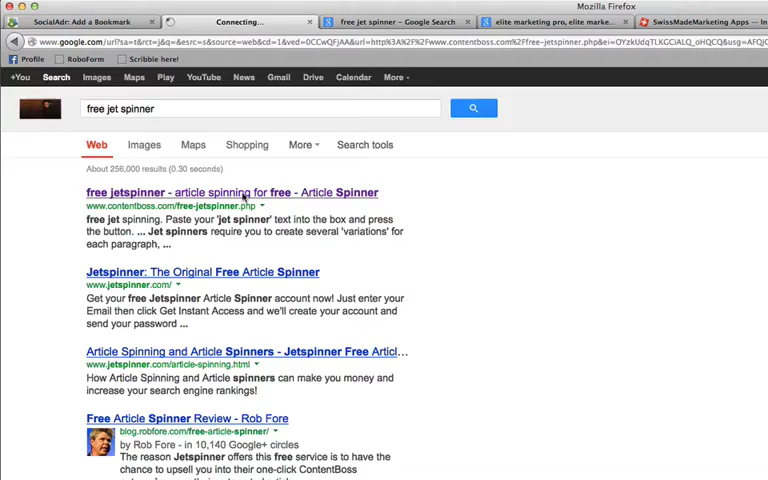 Mozilla Firefox
SocialAdr: Add a Bookmark
Connecting...
free jet spinner – Google Search
elite marketing pro, elite marke...
SwissMadeMarketing Apps — In...
www.google.com/url?sa=t&rct=j&q=&esrc=s&source=web&cd=1&ved=0CCwQFjAA&url=http%3A%2F%2Fwww.contentboss.com%2Ffree-jetspinner.php&ei=
Profile RoboForm Scribble here!
+You Search Images Maps Play YouTube News Gmail Drive Calendar More
free jet spinner
Web Images Maps Shopping More Search tools
About 256,000 results (0.30 seconds)
free jetspinner - article spinning for free - Article Spinner
www.contentboss.com/free-jetspinner.php
free jet spinning. Paste your 'jet spinner' text into the box and press
the button. ... Jet spinners require you to create several 'variations' for
each paragraph, ...
Jetspinner: The Original Free Article Spinner
www.jetspinner.com/
Get your free Jetspinner Article Spinner account now! Just enter your
Email then click Get Instant Access and we'll create your account and
send your password ...
Article Spinning and Article Spinners - Jetspinner Free Articl...
www.jetspinner.com/article-spinning.html
How Article Spinning and Article spinners can make you money and
increase your search engine rankings!
Free Article Spinner Review - Rob Fore
blog.robfore.com/free-article-spinner/
by Rob Fore - in 10,140 Google+ circles
The reason Jetspinner offers this free service is to have the
chance to upsell you into their one-click ContentBoss